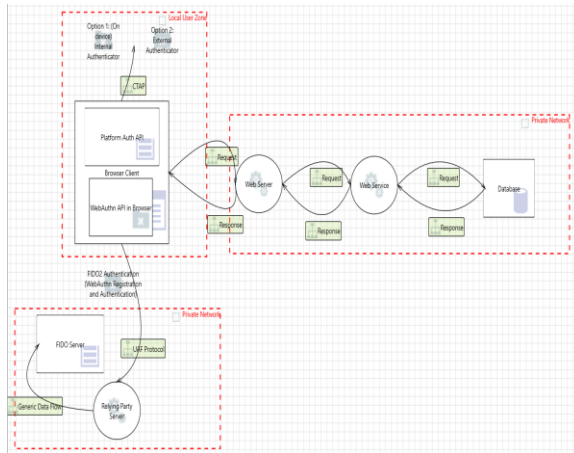 Local User Zone
Option 1: (On
device)
Internal
Authenticator
Option 2:
External
Authenticator
CTAP
Platform Auth API
Browser Client
WebAuthn API in Browser
Private Network
Request
Web Server
Request
Web Service
Request
Database
Response
Response
Response
FIDO2 Authentication
(WebAuthn Registration
and Authentication)
Private Network
FIDO Server
UAF Protocol
Generic Data Flow
Relying Party
Server